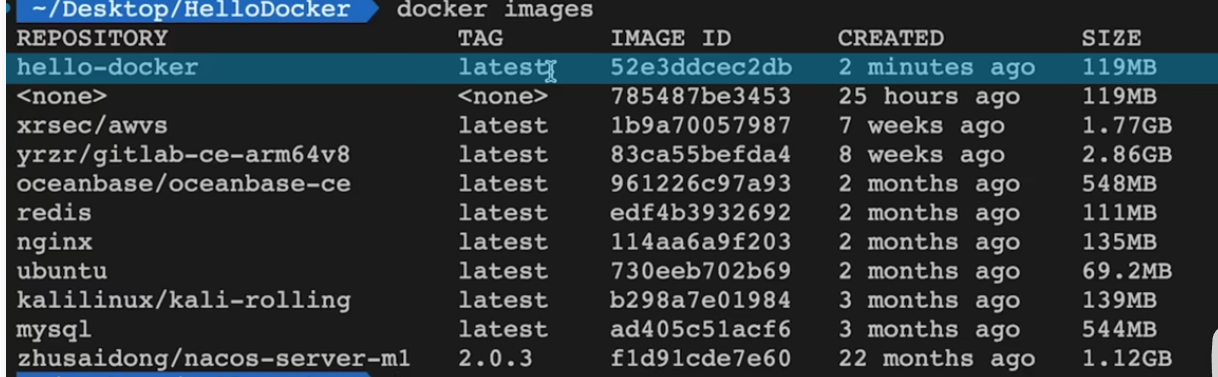 ~/Desktop/HelloDocker docker images
REPOSITORY TAG IMAGE ID CREATED SIZE
hello-docker latest 52e3ddcec2db 2 minutes ago 119MB
<none> <none> 785487be3453 25 hours ago 119MB
xrsec/awvs latest 1b9a70057987 7 weeks ago 1.77GB
yrzr/gitlab-ce-arm64v8 latest 83ca55befda4 8 weeks ago 2.86GB
oceanbase/oceanbase-ce latest 961226c97a93 2 months ago 548MB
redis latest edf4b3932692 2 months ago 111MB
nginx latest 114aa6a9f203 2 months ago 135MB
ubuntu latest 730eeb702b69 2 months ago 69.2MB
kalilinux/kali-rolling latest b298a7e01984 3 months ago 139MB
mysql latest ad405c51acf6 3 months ago 544MB
zhusaidong/nacos-server-m1 2.0.3 f1d91cde7e60 22 months ago 1.12GB